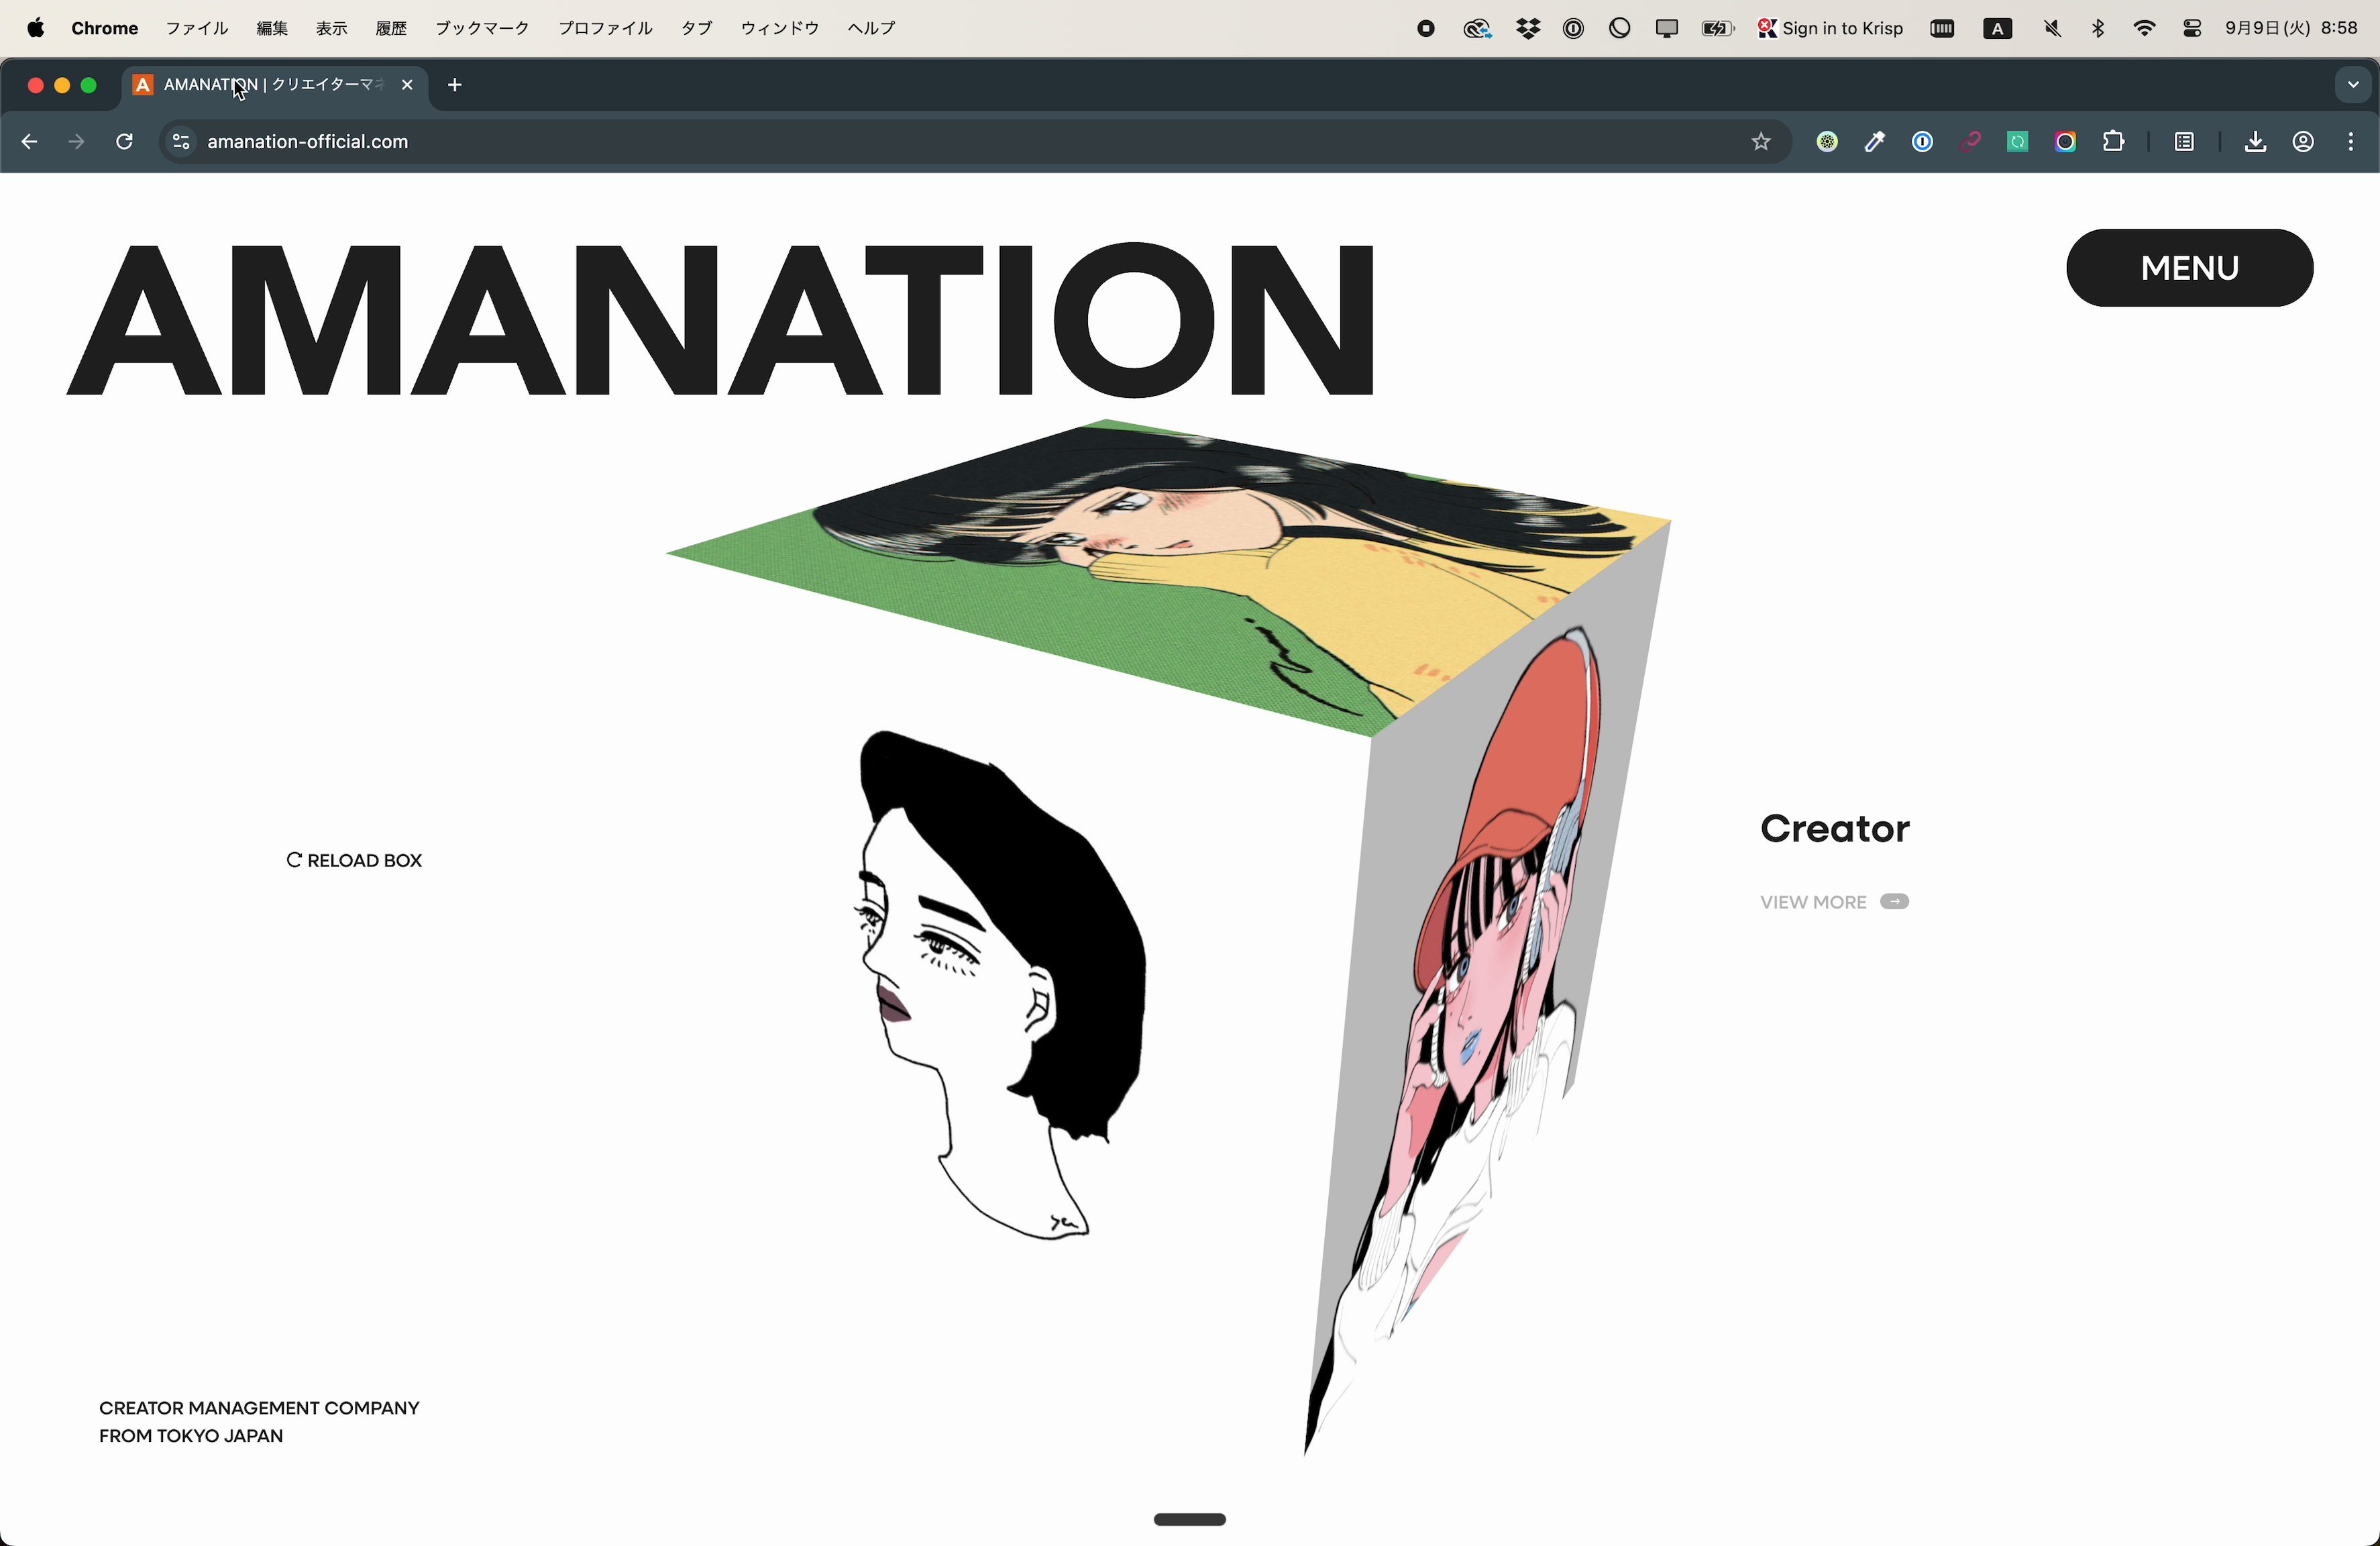 Chrome ファイル 編集 表示 履歴 ブックマーク プロファイル タブ ウィンドウ ヘルプ Sign in to Krisp A 9月9日(火) 8:58
A AMANATION | クリエイターマネ
amanation-official.com
AMANATION
MENU
Creator
RELOAD BOX
VIEW MORE
CREATOR MANAGEMENT COMPANY
FROM TOKYO JAPAN